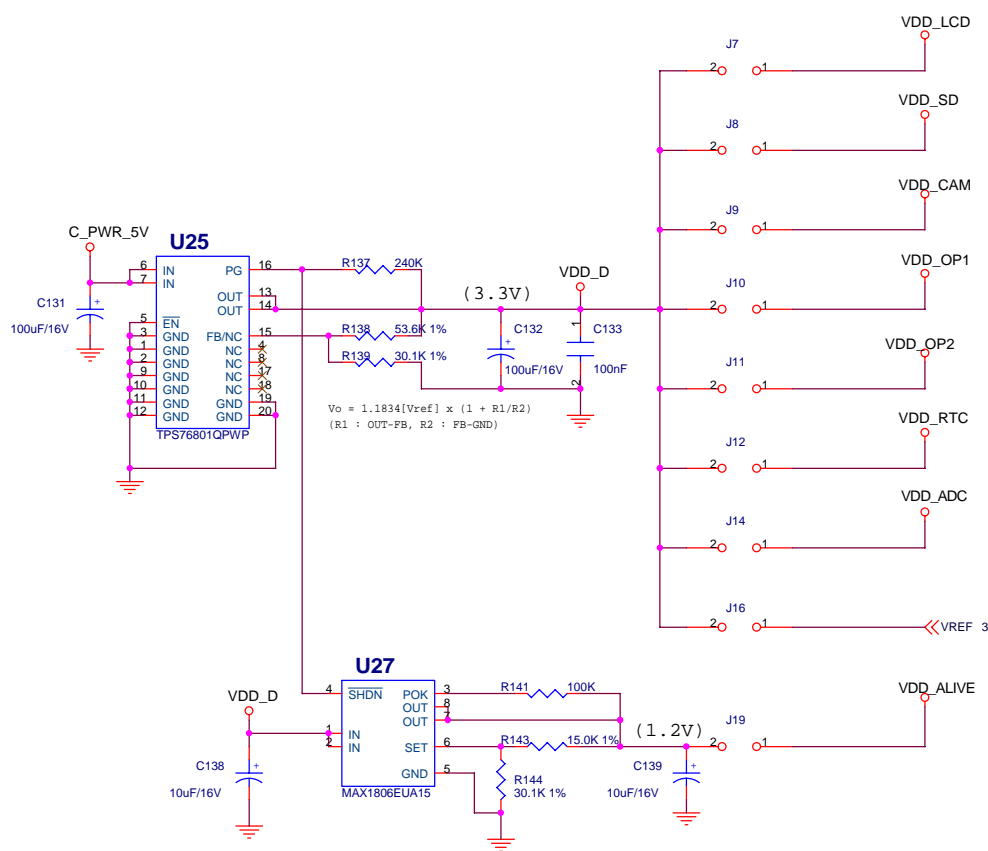 VDD_LCD
J7
2 1
VDD_SD
J8
2 1
VDD_CAM
J9
2 1
C_PWR_5V
U25
VDD_OP1
6 IN PG 16 R137 240K
7 IN
VDD_D
(3.3V)
J10
2 1
C131 +
100uF/16V
OUT 13
OUT 14
5 EN
3 GND FB/NC 15 R138 53.6K 1%
1 GND NC 4
2 GND NC 8 R139 30.1K 1%
9 GND NC 17
10 GND NC 18
11 GND GND 19
12 GND GND 20
TPS76801QPWP
C132
+
100uF/16V
1
C133
100nF
2
VDD_OP2
J11
2 1
Vo = 1.1834[Vref] x (1 + R1/R2)
(R1 : OUT-FB, R2 : FB-GND)
VDD_RTC
J12
2 1
VDD_ADC
J14
2 1
J16
2 1
VREF 3
U27
VDD_D
4 SHDN POK 3 R141 100K
OUT 8
OUT 7
1 IN
2 IN
SET 6 R143 15.0K 1%
GND 5
MAX1806EUA15
C138 +
10uF/16V
R144
30.1K 1%
(1.2V)
C139 +
10uF/16V
VDD_ALIVE
J19
2 1